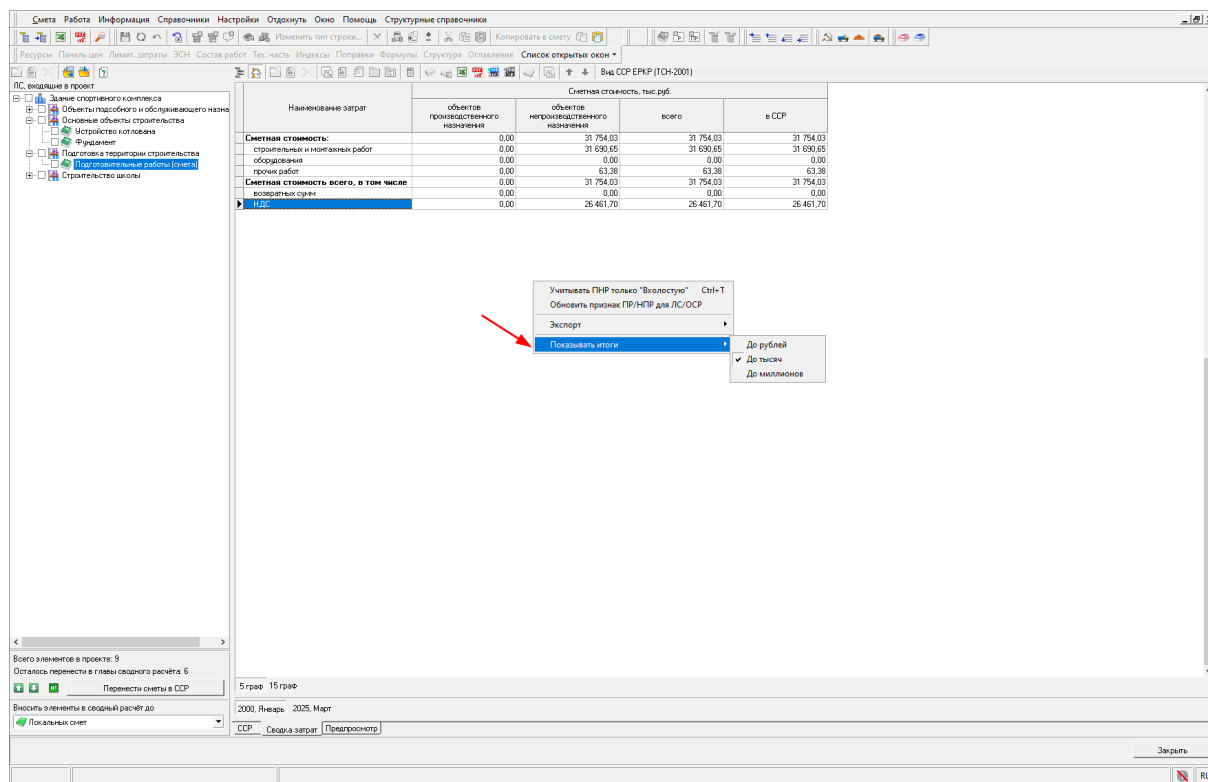 Смета Работа Информация Справочники Настройки Отдохнуть Окно Помощь Структурные справочники
Изменить тип строки... Копировать в смету
Ресурсы Панель цен Лимит. затраты ЭСН Состав работ Тех. часть Индексы Поправки Формулы Структура Оглавление Список открытых окон
Вид ССР ЕРКР (ТСН-2001)
ЛС, входящие в проект
Здание спортивного комплекса
Объекты подсобного и обслуживающего назна
Основные объекты строительства
Устройство котлована
Фундамент
Подготовка территории строительства
Подготовительные работы (смета)
Строительство школы
Сметная стоимость, тыс.руб.
Наименование затрат
объектов производственного назначения
объектов непроизводственного назначения
всего
в ССР
Сметная стоимость: 0,00 31 754,03 31 754,03 31 754,03
строительных и монтажных работ 0,00 31 690,65 31 690,65 31 690,65
оборудования 0,00 0,00 0,00 0,00
прочих работ 0,00 63,38 63,38 63,38
Сметная стоимость всего, в том числе 0,00 31 754,03 31 754,03 31 754,03
возвратных сумм 0,00 0,00 0,00 0,00
НДС 0,00 26 461,70 26 461,70 26 461,70
Учитывать ПНР только "Вхолостую" Ctrl+T
Обновить признак ПР/НПР для ЛС/ОСР
Экспорт
Показывать итоги
До рублей
До тысяч
До миллионов
Всего элементов в проекте: 9
Осталось перенести в главы сводного расчёта: 6
Перенести сметы в ССР
Вносить элементы в сводный расчёт до
Локальных смет
5 граф 15 граф
2000, Январь 2025, Март
ССР Сводка затрат Предпросмотр
Закрыть